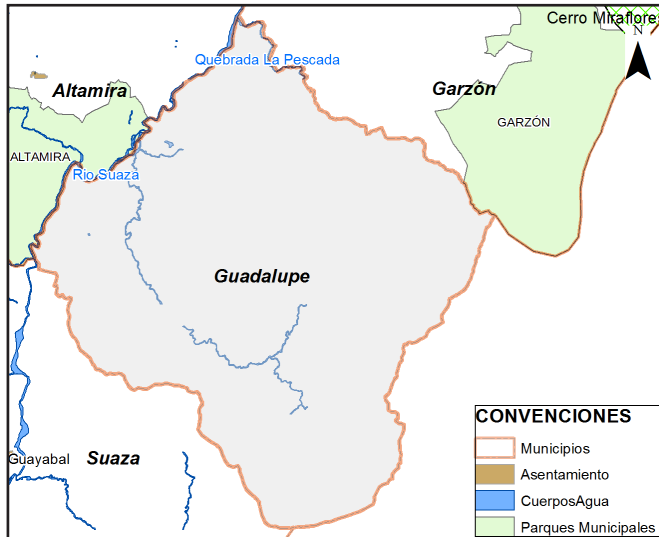 Cerro Miraflore
N
Quebrada La Pescada
Altamira
Garzón
GARZÓN
ALTAMIRA
Rio Suaza
Guadalupe
CONVENCIONES
Municipios
Guayabal
Suaza
Asentamiento
CuerposAgua
Parques Municipales